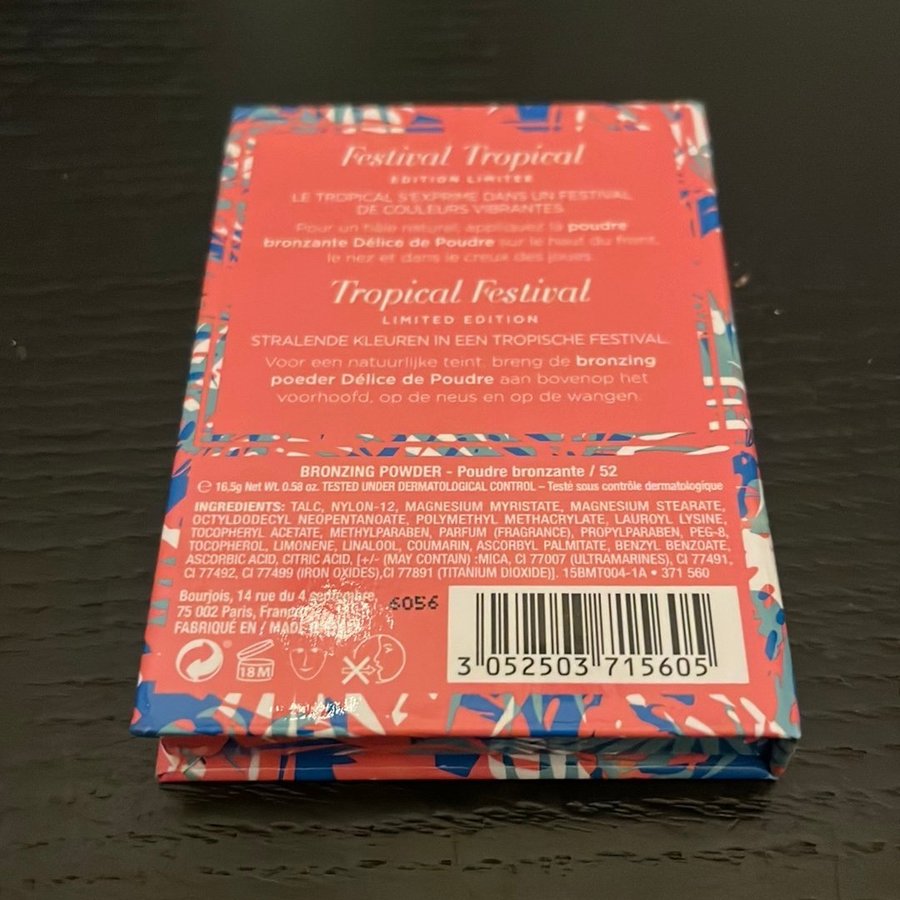 Festival Tropical
EDITION LIMITÉE
LE TROPICAL S'EXPRIME DANS UN FESTIVAL
DE COULEURS VIBRANTES
Pour un hâle naturel, appliquez la poudre
bronzante Délice de Poudre sur le haut du front,
le nez et dans le creux des joues.
Tropical Festival
LIMITED EDITION
STRALENDE KLEUREN IN EEN TROPISCHE FESTIVAL.
Voor een natuurlijke teint, breng de bronzing
poeder Délice de Poudre aan bovenop het
voorhoofd, op de neus en op de wangen.
BRONZING POWDER - Poudre bronzante / 52
℮ 16,5g Net Wt. 0.58 oz. TESTED UNDER DERMATOLOGICAL CONTROL – Testé sous contrôle dermatologique
INGREDIENTS: TALC, NYLON-12, MAGNESIUM MYRISTATE, MAGNESIUM STEARATE,
OCTYLDODECYL NEOPENTANOATE, POLYMETHYL METHACRYLATE, LAUROYL LYSINE,
TOCOPHERYL ACETATE, METHYLPARABEN, PARFUM (FRAGRANCE), PROPYLPARABEN, PEG-8,
TOCOPHEROL, LIMONENE, LINALOOL, COUMARIN, ASCORBYL PALMITATE, BENZYL BENZOATE,
ASCORBIC ACID, CITRIC ACID, [+/- (MAY CONTAIN) :MICA, CI 77007 (ULTRAMARINES), CI 77491,
CI 77492, CI 77499 (IRON OXIDES),CI 77891 (TITANIUM DIOXIDE)]. 15BMT004-1A • 371 560
Bourjois, 14 rue du 4 septembre,
75 002 Paris, France
6056
FABRIQUÉ EN / MADE
18M
3 052503 715605